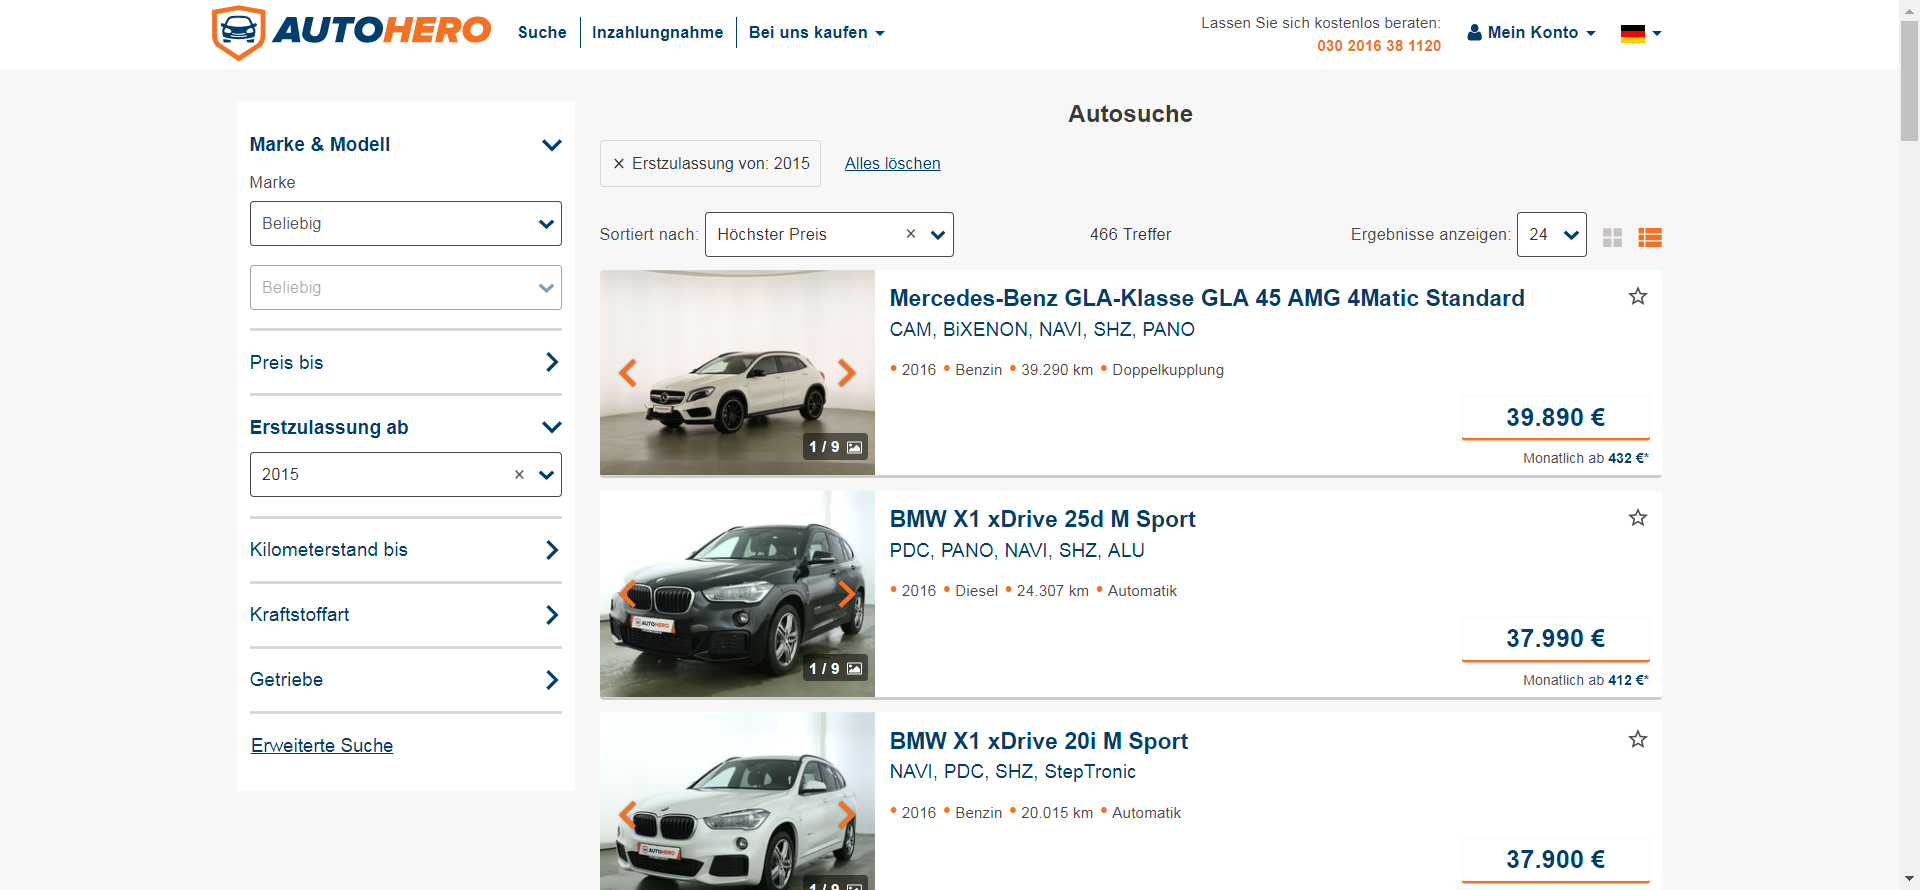 AUTOHERO
Suche
Inzahlungnahme
Bei uns kaufen
Lassen Sie sich kostenlos beraten:
030 2016 38 1120
Mein Konto
Marke & Modell
Marke
Beliebig
Beliebig
Preis bis
Erstzulassung ab
2015 ×
Kilometerstand bis
Kraftstoffart
Getriebe
Erweiterte Suche
Autosuche
× Erstzulassung von: 2015
Alles löschen
Sortiert nach: Höchster Preis ×
466 Treffer
Ergebnisse anzeigen: 24
Mercedes-Benz GLA-Klasse GLA 45 AMG 4Matic Standard
CAM, BiXENON, NAVI, SHZ, PANO
• 2016 • Benzin • 39.290 km • Doppelkupplung
1 / 9
39.890 €
Monatlich ab 432 €*
BMW X1 xDrive 25d M Sport
PDC, PANO, NAVI, SHZ, ALU
• 2016 • Diesel • 24.307 km • Automatik
AUTOHERO
1 / 9
37.990 €
Monatlich ab 412 €*
BMW X1 xDrive 20i M Sport
NAVI, PDC, SHZ, StepTronic
• 2016 • Benzin • 20.015 km • Automatik
AUTOHERO
1 / 9
37.900 €